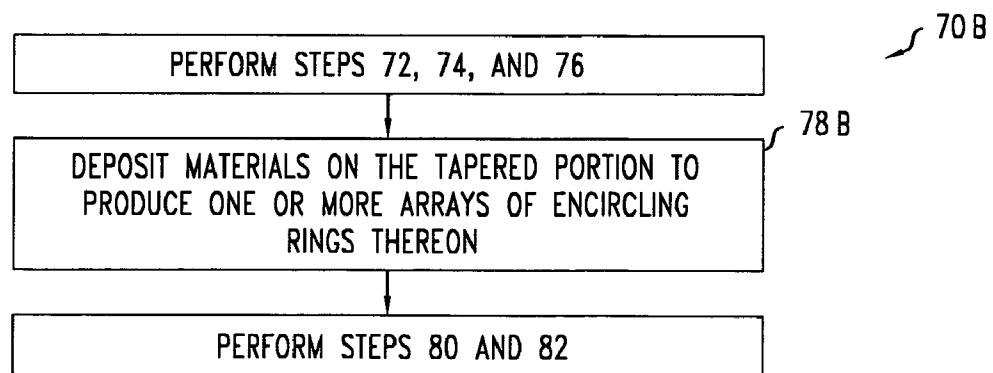 70 B
PERFORM STEPS 72, 74, AND 76
78 B
DEPOSIT MATERIALS ON THE TAPERED PORTION TO
PRODUCE ONE OR MORE ARRAYS OF ENCIRCLING
RINGS THEREON
PERFORM STEPS 80 AND 82